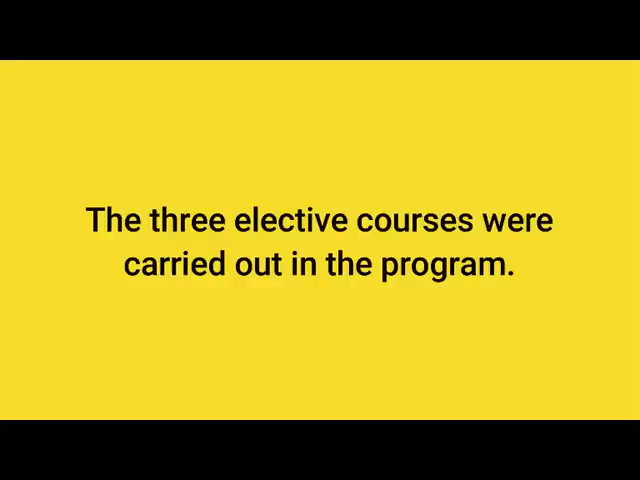 The three elective courses were
carried out in the program.